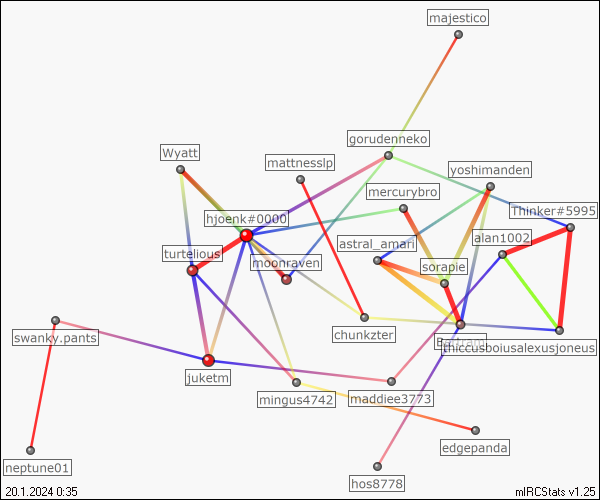 majestico
gorudenneko
Wyatt
mattnesslp
yoshimanden
mercurybro
Thinker#5995
hjoenk#0000
alan1002
astral_amari
turtelious
moonraven
sorapie
chunkzter
swanky.pants
thiccusboiusalexusjoneus
juketm
mingus4742
maddiee3773
edgepanda
neptune01
hos8778
20.1.2024 0:35
mIRCStats v1.25